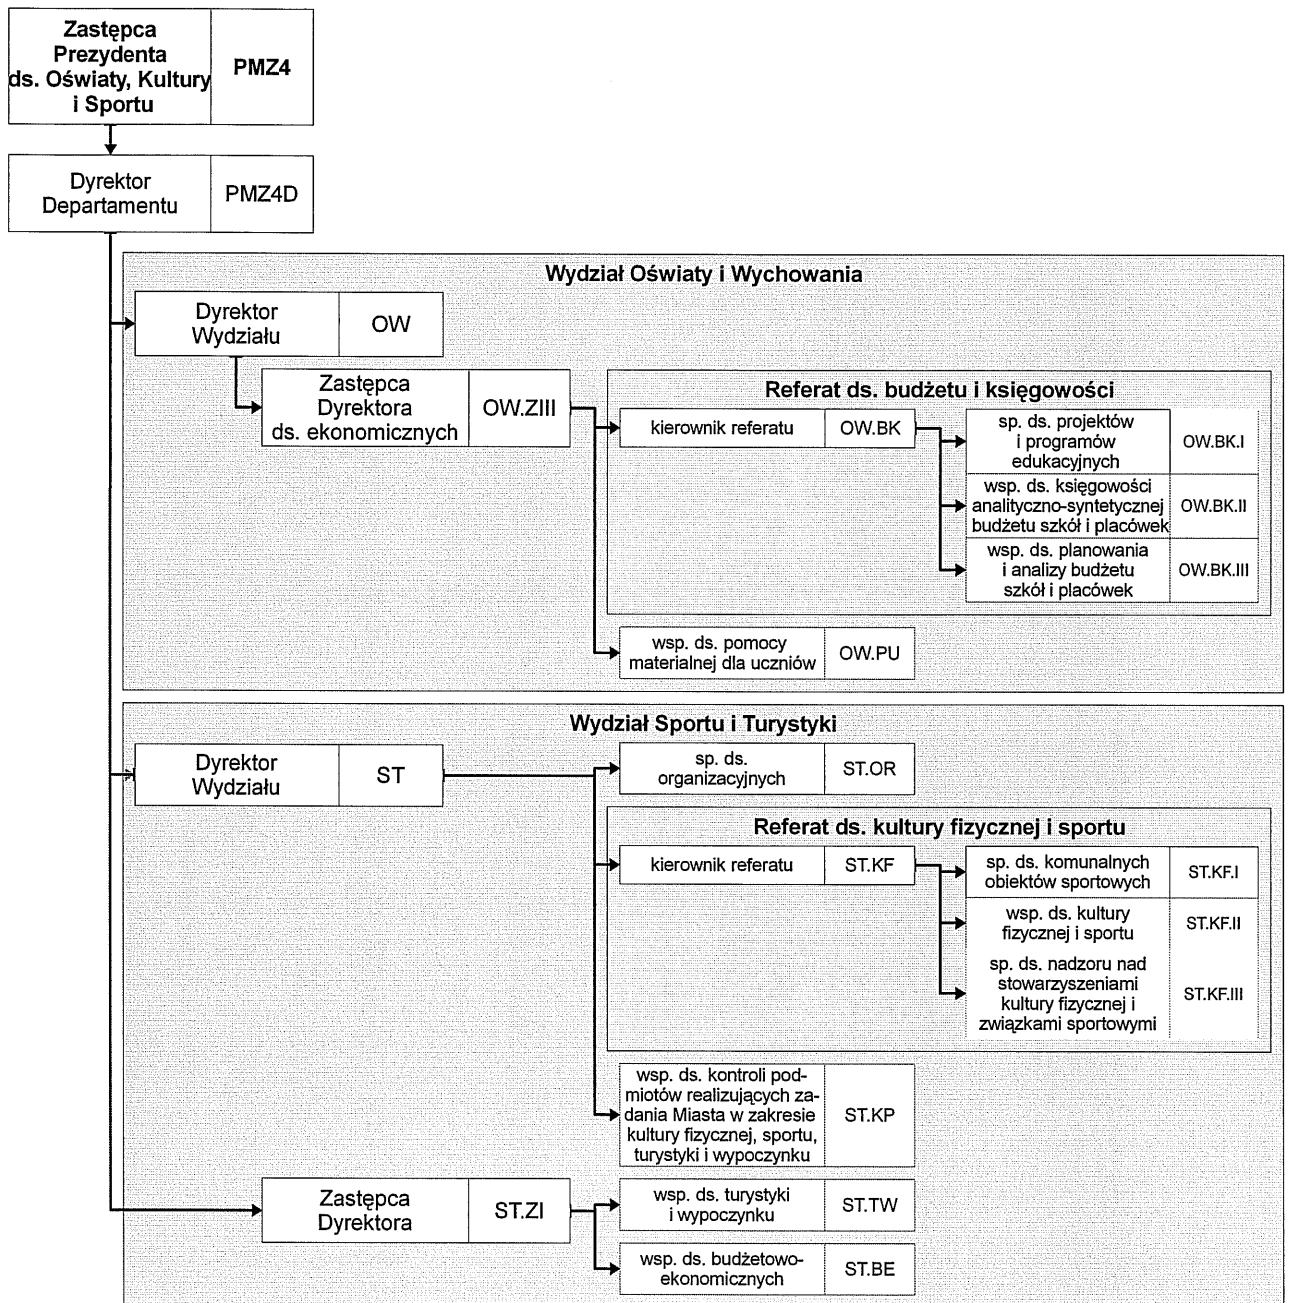 Zastępca
Prezydenta
ds. Oświaty, Kultury
i Sportu
PMZ4
Dyrektor
Departamentu
PMZ4D
Wydział Oświaty i Wychowania
Dyrektor
Wydziału
OW
Zastępca
Dyrektora
ds. ekonomicznych
OW.ZIII
Referat ds. budżetu i księgowości
kierownik referatu
OW.BK
sp. ds. projektów
i programów
edukacyjnych
OW.BK.I
wsp. ds. księgowości
analityczno-syntetycznej
budżetu szkół i placówek
OW.BK.II
wsp. ds. planowania
i analizy budżetu
szkół i placówek
OW.BK.III
wsp. ds. pomocy
materialnej dla uczniów
OW.PU
Wydział Sportu i Turystyki
Dyrektor
Wydziału
ST
sp. ds.
organizacyjnych
ST.OR
Referat ds. kultury fizycznej i sportu
kierownik referatu
ST.KF
sp. ds. komunalnych
obiektów sportowych
ST.KF.I
wsp. ds. kultury
fizycznej i sportu
ST.KF.II
sp. ds. nadzoru nad
stowarzyszeniami
kultury fizycznej i
związkami sportowymi
ST.KF.III
wsp. ds. kontroli pod-
miotów realizujących za-
dania Miasta w zakresie
kultury fizycznej, sportu,
turystyki i wypoczynku
ST.KP
Zastępca
Dyrektora
ST.ZI
wsp. ds. turystyki
i wypoczynku
ST.TW
wsp. ds. budżetowo-
ekonomicznych
ST.BE